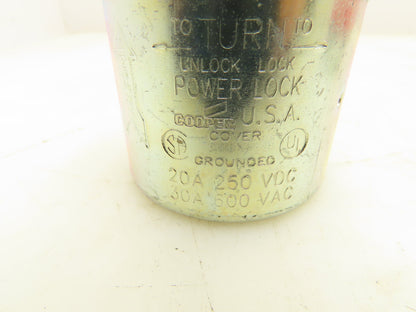 TO TURN TO
UNLOCK LOCK
POWER LOCK
COOPER U.S.A.
COVER
GROUNDED
20A 250 VDC
30A 600 VAC